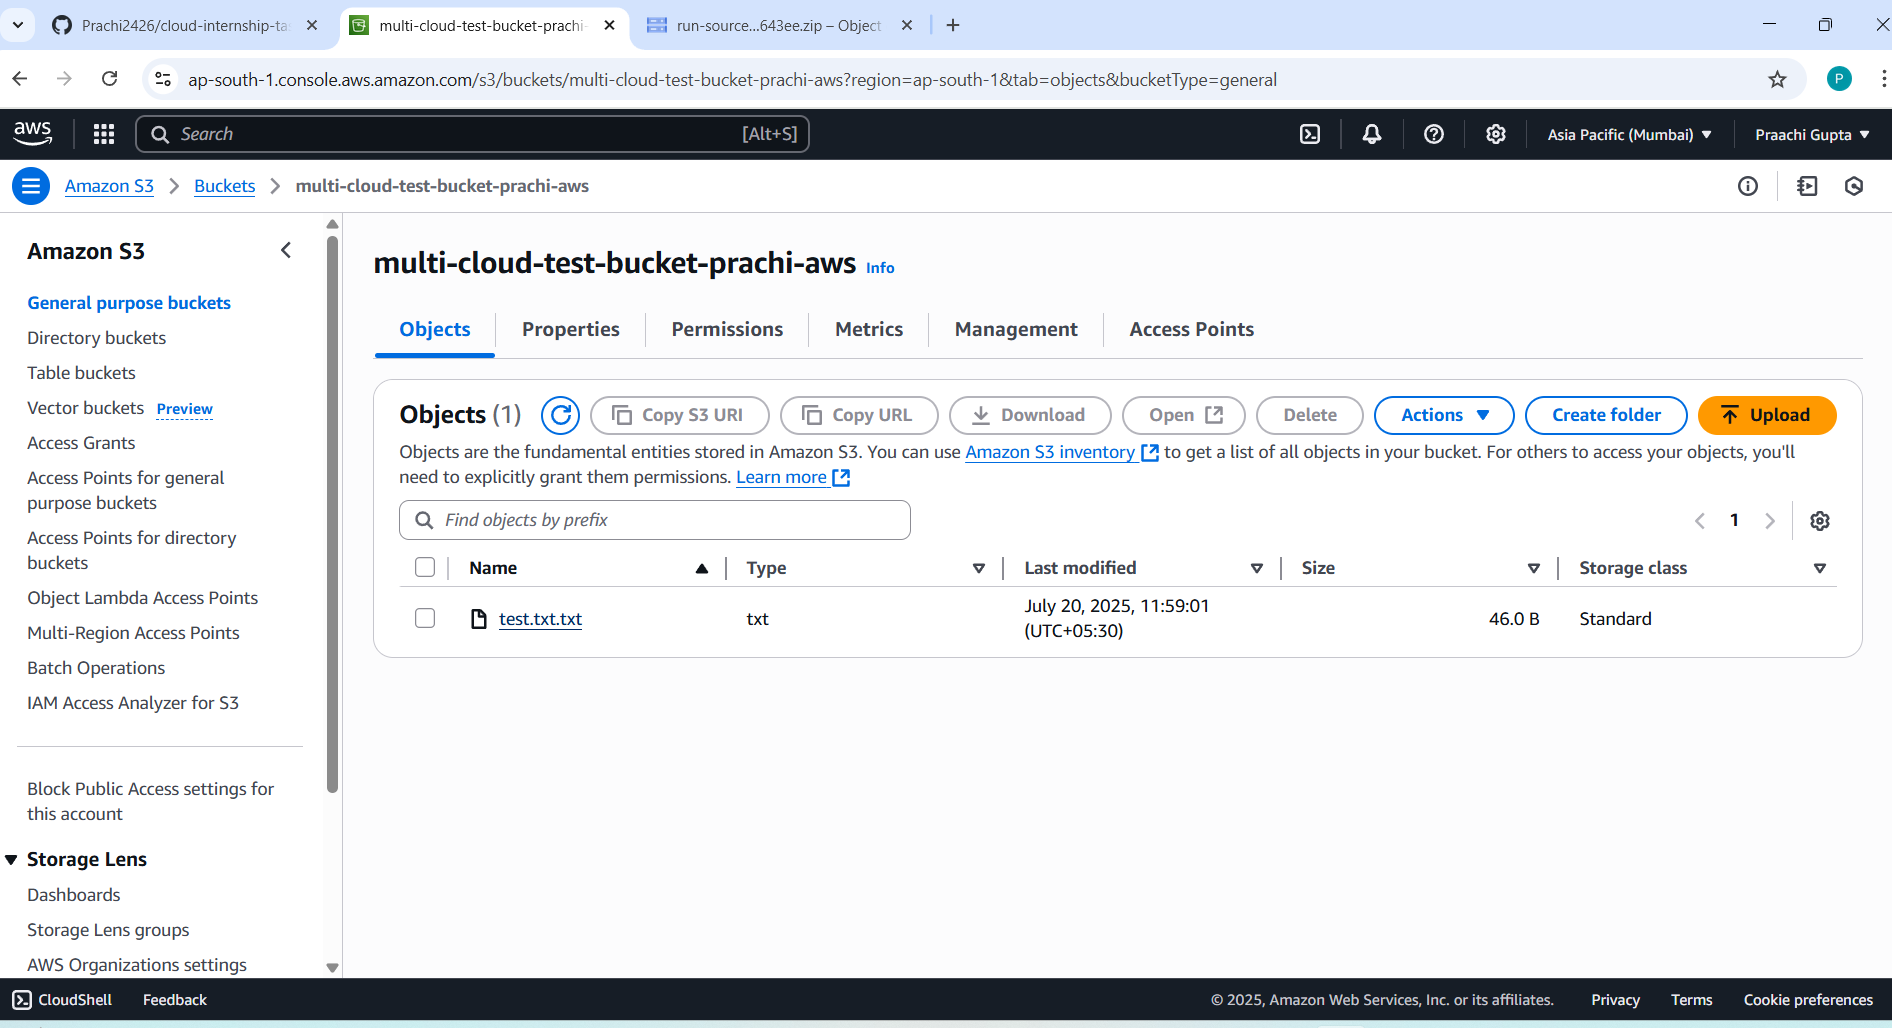 Prachi2426/cloud-internship-ta
multi-cloud-test-bucket-prachi-
run-source...643ee.zip – Object
ap-south-1.console.aws.amazon.com/s3/buckets/multi-cloud-test-bucket-prachi-aws?region=ap-south-1&tab=objects&bucketType=general
P
aws
Search
[Alt+S]
Asia Pacific (Mumbai)
Praachi Gupta
Amazon S3
Buckets
multi-cloud-test-bucket-prachi-aws
Amazon S3
General purpose buckets
Directory buckets
Table buckets
Vector buckets Preview
Access Grants
Access Points for general
purpose buckets
Access Points for directory
buckets
Object Lambda Access Points
Multi-Region Access Points
Batch Operations
IAM Access Analyzer for S3
Block Public Access settings for
this account
Storage Lens
Dashboards
Storage Lens groups
AWS Organizations settings
multi-cloud-test-bucket-prachi-aws Info
Objects
Properties
Permissions
Metrics
Management
Access Points
Objects (1)
Copy S3 URI
Copy URL
Download
Open
Delete
Actions
Create folder
Upload
Objects are the fundamental entities stored in Amazon S3. You can use Amazon S3 inventory to get a list of all objects in your bucket. For others to access your objects, you'll
need to explicitly grant them permissions. Learn more
Find objects by prefix
1
Name
Type
Last modified
Size
Storage class
test.txt.txt
txt
July 20, 2025, 11:59:01
(UTC+05:30)
46.0 B
Standard
CloudShell
Feedback
© 2025, Amazon Web Services, Inc. or its affiliates.
Privacy
Terms
Cookie preferences